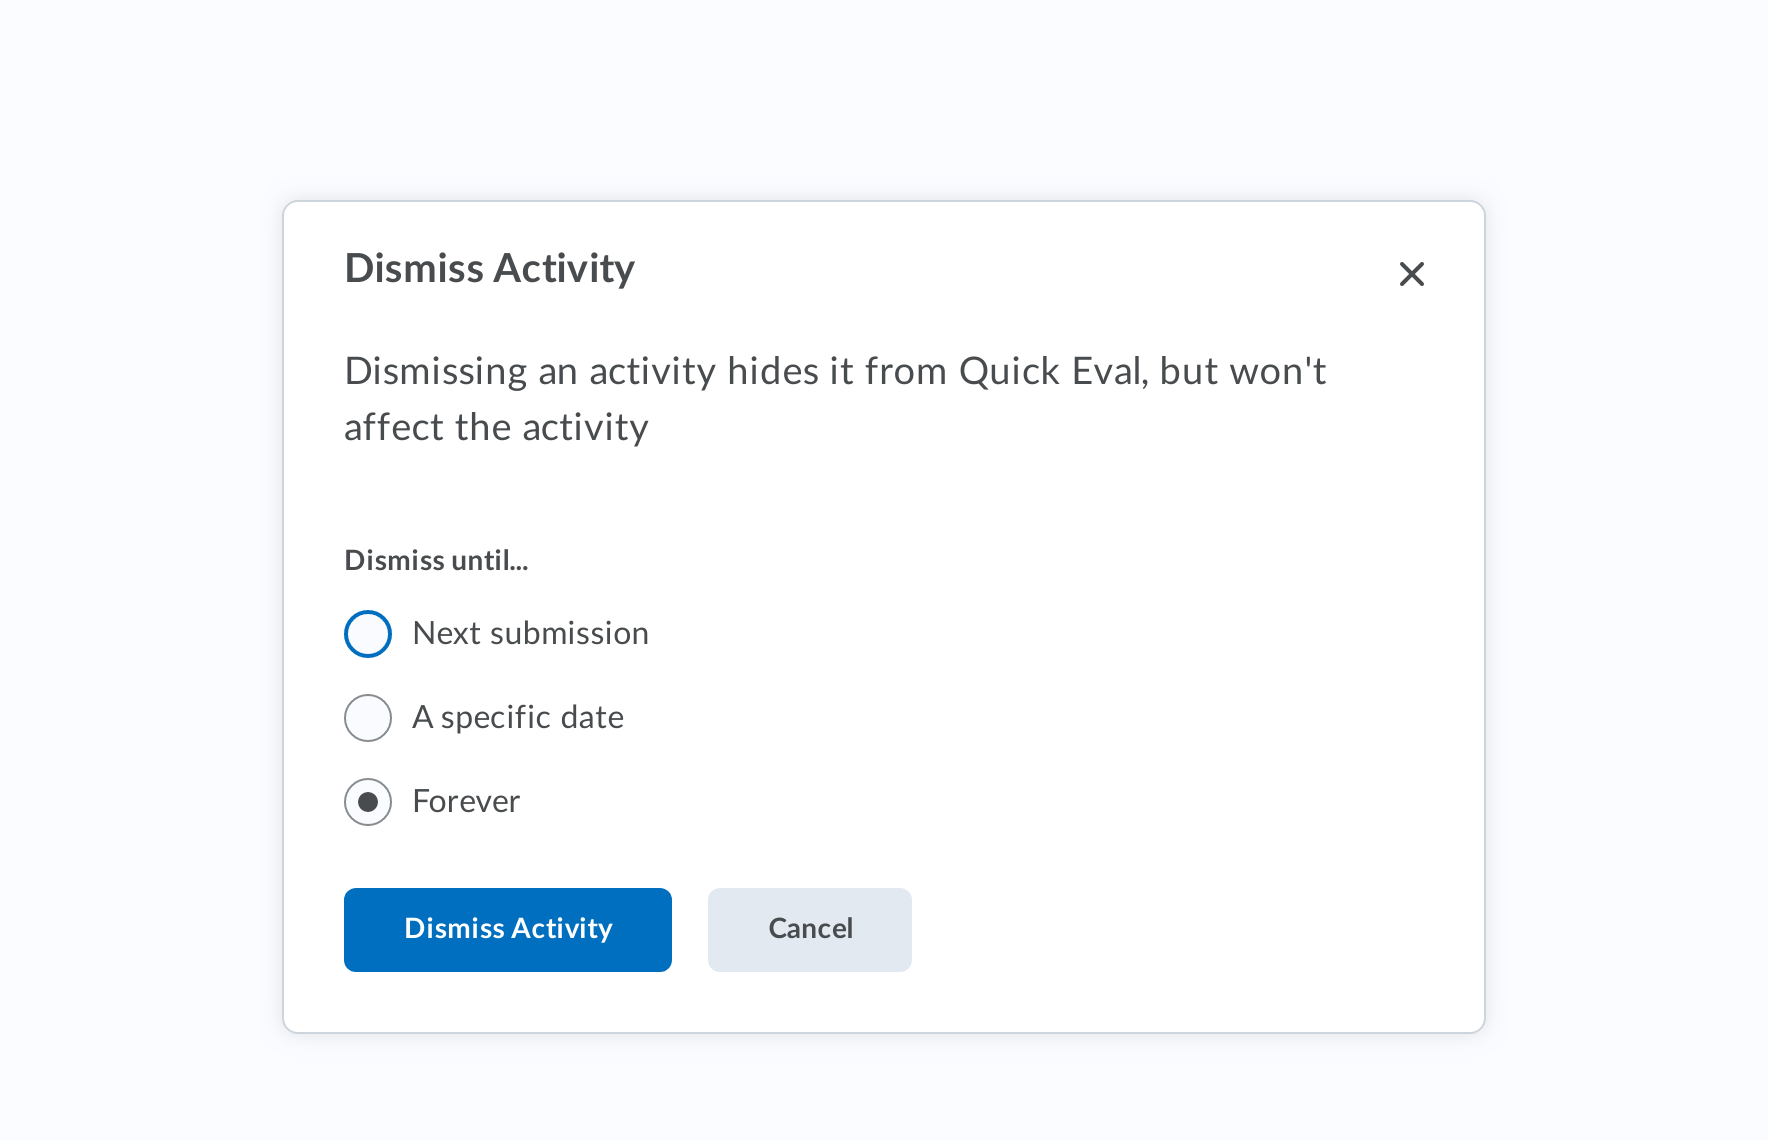 Dismiss Activity
Dismissing an activity hides it from Quick Eval, but won't
affect the activity
Dismiss until...
Next submission
A specific date
Forever
Dismiss Activity
Cancel